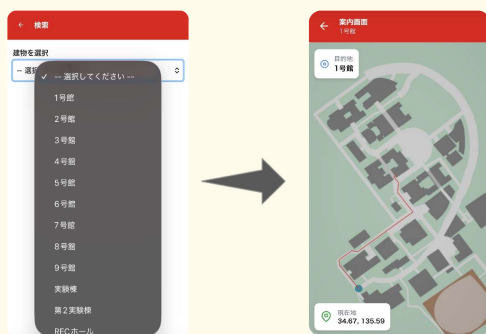 ← 検索
建物を選択
-- 選
✓ -- 選択してください --
1号館
2号館
3号館
4号館
5号館
6号館
7号館
8号館
9号館
実験棟
第2実験棟
RECホール
← 案内画面
1号館
目的地
1号館
現在地
34.67, 135.59